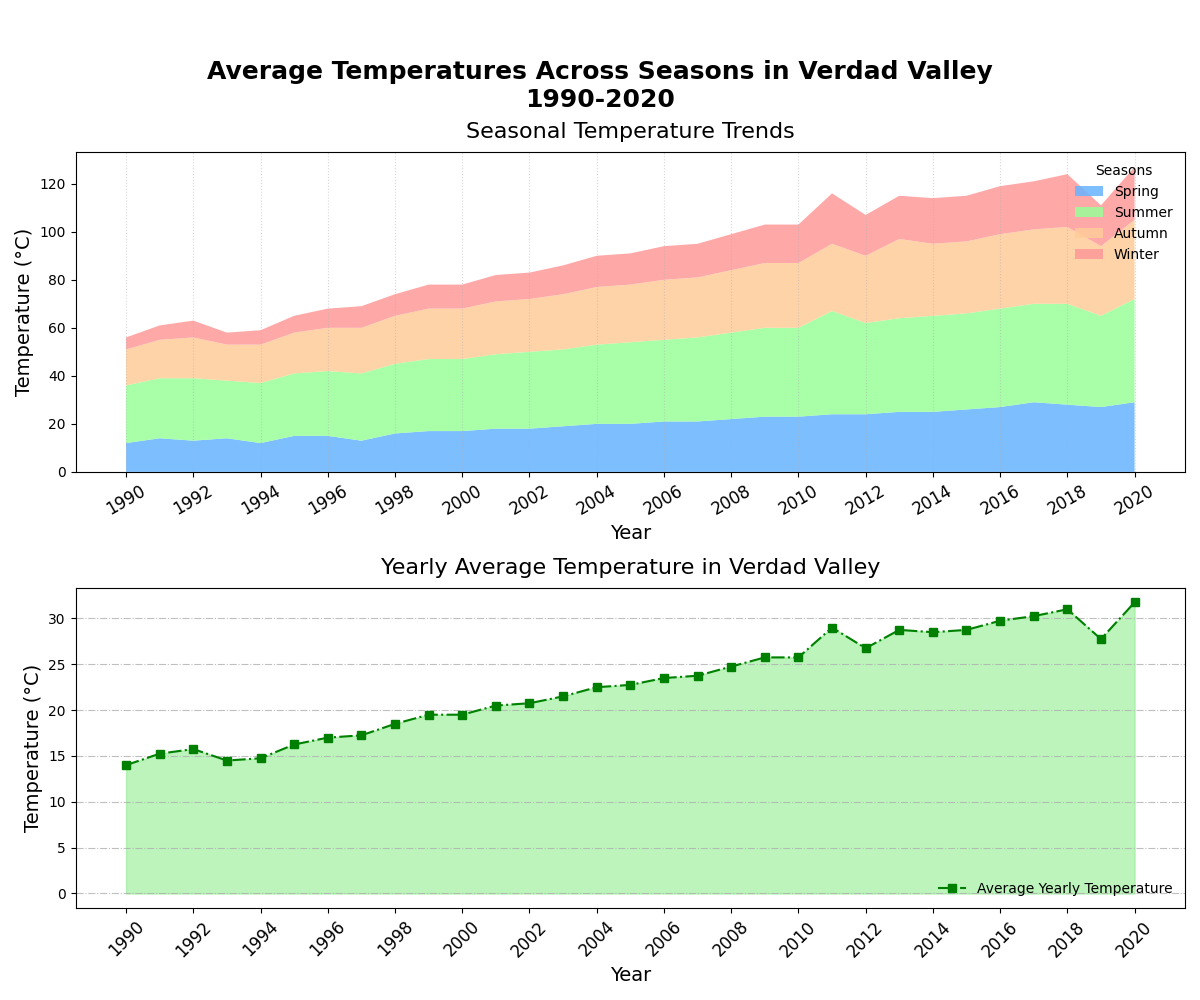 Average Temperatures Across Seasons in Verdad Valley
1990-2020
Seasonal Temperature Trends
Temperature (°C)
120
100
80
60
40
20
0
Seasons
Spring
Summer
Autumn
Winter
1990 1992 1994 1996 1998 2000 2002 2004 2006 2008 2010 2012 2014 2016 2018 2020
Year
Yearly Average Temperature in Verdad Valley
Temperature (°C)
30
25
20
15
10
5
0
Average Yearly Temperature
1990 1992 1994 1996 1998 2000 2002 2004 2006 2008 2010 2012 2014 2016 2018 2020
Year